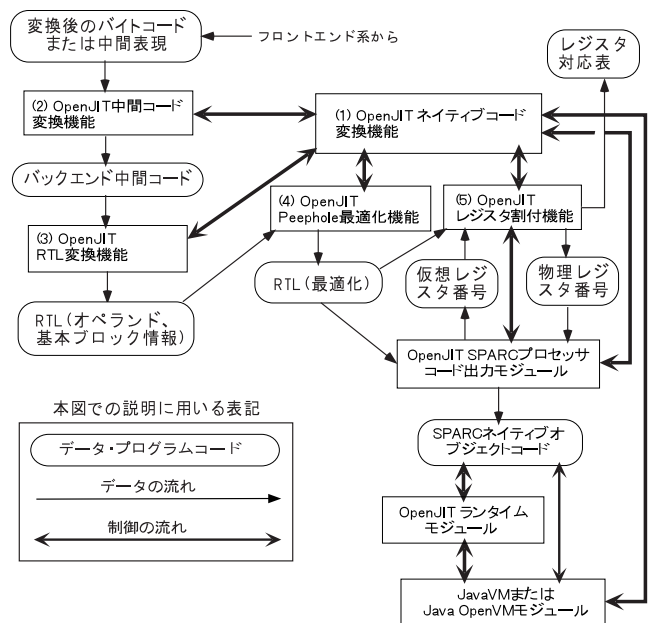 変換後のバイトコード
または中間表現
フロントエンド系から
レジスタ
対応表
(2) OpenJIT中間コード
変換機能
(1) OpenJIT ネイティブコード
変換機能
バックエンド中間コード
(4) OpenJIT
Peephole最適化機能
(5) OpenJIT
レジスタ割付機能
(3) OpenJIT
RTL変換機能
RTL(最適化)
仮想レジ
スタ番号
物理レジ
スタ番号
RTL(オペランド、
基本ブロック情報)
OpenJIT SPARCプロセッサ
コード出力モジュール
本図での説明に用いる表記
データ・プログラムコード
データの流れ
制御の流れ
SPARCネイティブオ
ブジェクトコード
OpenJIT ランタイム
モジュール
JavaVMまたは
Java OpenVMモジュール